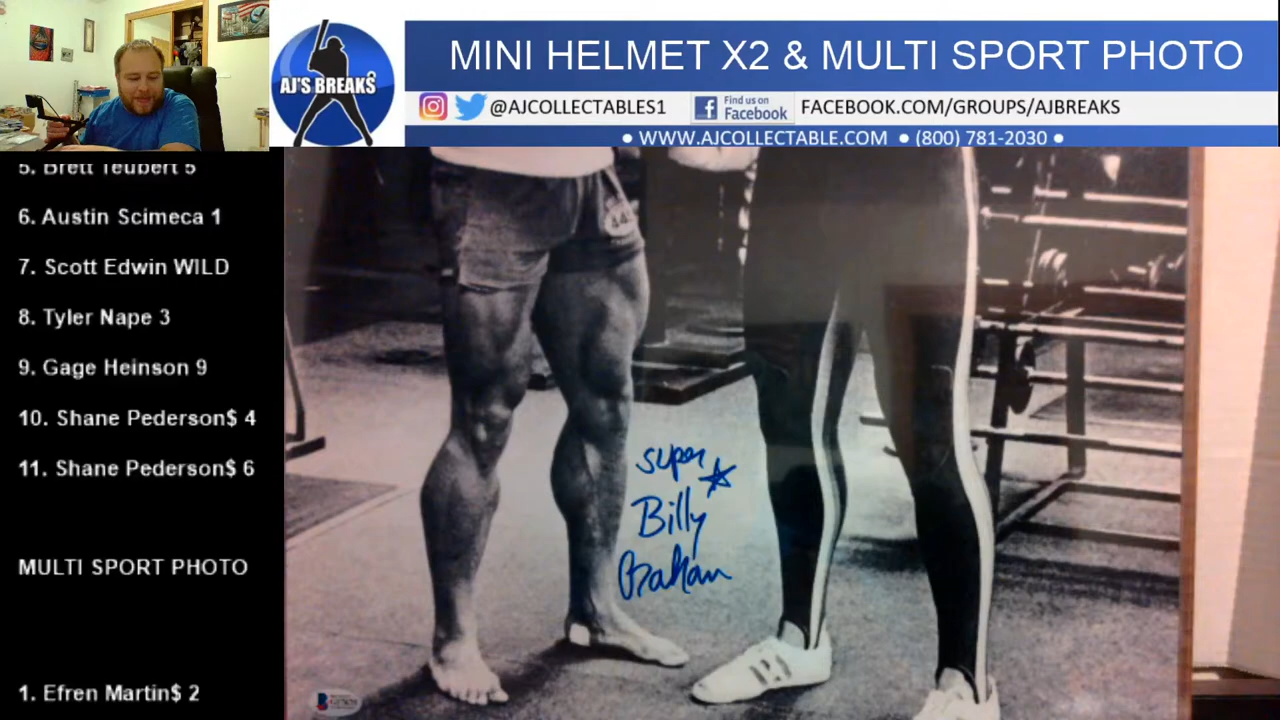 MINI HELMET X2 & MULTI SPORT PHOTO
AJ'S BREAKS
@AJCOLLECTABLES1
Find us on
Facebook
FACEBOOK.COM/GROUPS/AJBREAKS
● WWW.AJCOLLECTABLE.COM ● (800) 781-2030 ●
5. Brett Teubert 5
6. Austin Scimeca 1
7. Scott Edwin WILD
8. Tyler Nape 3
9. Gage Heinson 9
10. Shane Pederson$ 4
11. Shane Pederson$ 6
MULTI SPORT PHOTO
1. Efren Martin$ 2
44
super
Billy
Graham